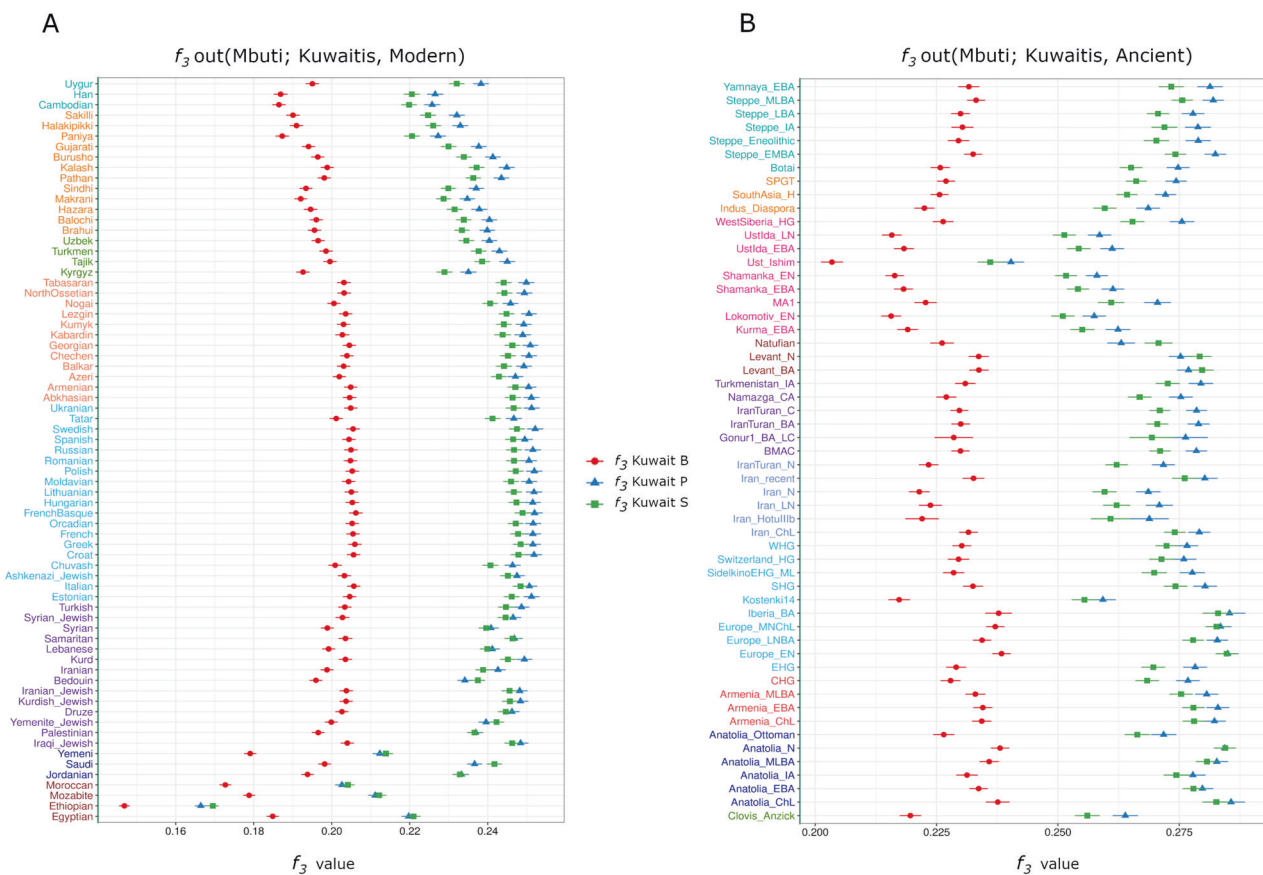 A
f3 out(Mbuti; Kuwaitis, Modern)
Uygur
Han
Cambodian
Sakilli
Halakipikki
Paniya
Gujarati
Burusho
Kalash
Pathan
Sindhi
Makrani
Hazara
Balochi
Brahui
Uzbek
Turkmen
Tajik
Kyrgyz
Tabasaran
NorthOssetian
Nogai
Lezgin
Kumyk
Kabardin
Georgian
Chechen
Balkar
Azeri
Armenian
Abkhasian
Ukranian
Tatar
Swedish
Spanish
Russian
Romanian
Polish
Moldavian
Lithuanian
Hungarian
FrenchBasque
Orcadian
French
Greek
Croat
Chuvash
Ashkenazi_Jewish
Italian
Estonian
Turkish
Syrian_Jewish
Syrian
Samaritan
Lebanese
Kurd
Iranian
Bedouin
Iranian_Jewish
Kurdish_Jewish
Druze
Yemenite_Jewish
Palestinian
Iraqi_Jewish
Yemeni
Saudi
Jordanian
Moroccan
Mozabite
Ethiopian
Egyptian
0.16 0.18 0.20 0.22 0.24
f3 value
f3 Kuwait B
f3 Kuwait P
f3 Kuwait S
B
f3 out(Mbuti; Kuwaitis, Ancient)
Yamnaya_EBA
Steppe_MLBA
Steppe_LBA
Steppe_IA
Steppe_Eneolithic
Steppe_EMBA
Botai
SPGT
SouthAsia_H
Indus_Diaspora
WestSiberia_HG
UstIda_LN
UstIda_EBA
Ust_Ishim
Shamanka_EN
Shamanka_EBA
MA1
Lokomotiv_EN
Kurma_EBA
Natufian
Levant_N
Levant_BA
Turkmenistan_IA
Namazga_CA
IranTuran_C
IranTuran_BA
Gonur1_BA_LC
BMAC
IranTuran_N
Iran_recent
Iran_N
Iran_LN
Iran_HotuIIIb
Iran_ChL
WHG
Switzerland_HG
SidelkinoEHG_ML
SHG
Kostenki14
Iberia_BA
Europe_MNChL
Europe_LNBA
Europe_EN
EHG
CHG
Armenia_MLBA
Armenia_EBA
Armenia_ChL
Anatolia_Ottoman
Anatolia_N
Anatolia_MLBA
Anatolia_IA
Anatolia_EBA
Anatolia_ChL
Clovis_Anzick
0.200 0.225 0.250 0.275
f3 value